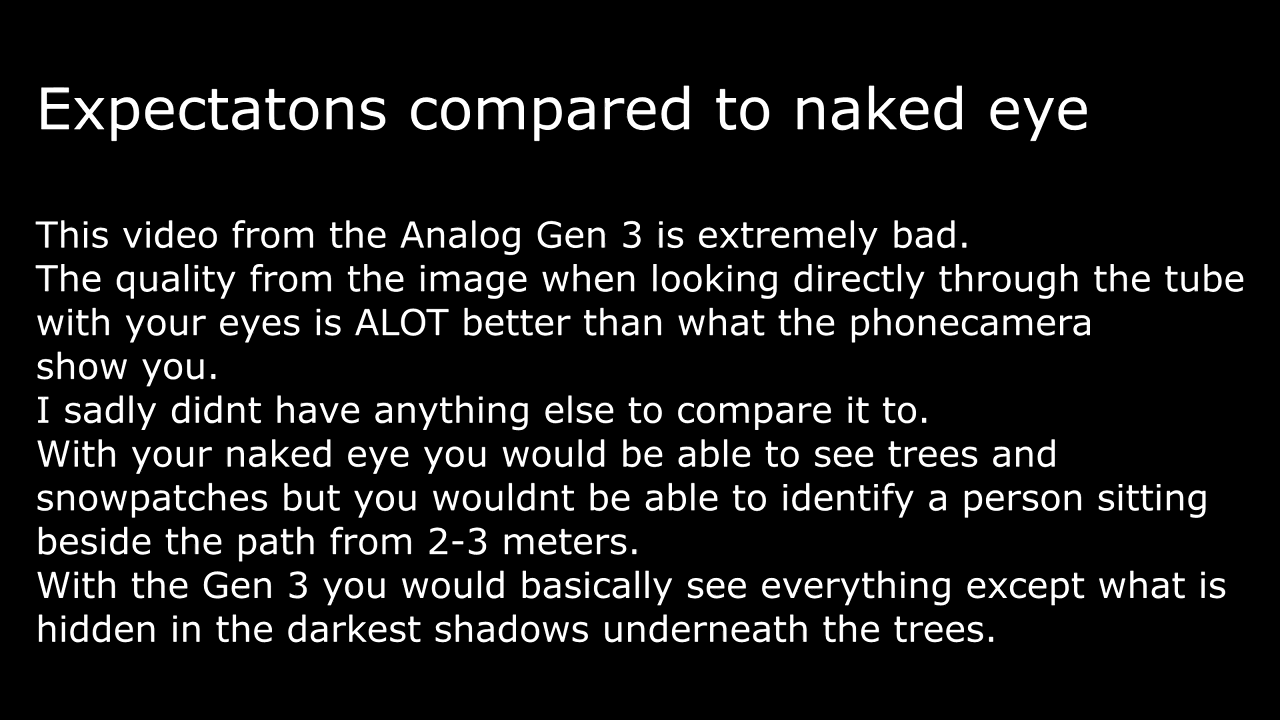 Expectatons compared to naked eye
This video from the Analog Gen 3 is extremely bad.
The quality from the image when looking directly through the tube
with your eyes is ALOT better than what the phonecamera
show you.
I sadly didnt have anything else to compare it to.
With your naked eye you would be able to see trees and
snowpatches but you wouldnt be able to identify a person sitting
beside the path from 2-3 meters.
With the Gen 3 you would basically see everything except what is
hidden in the darkest shadows underneath the trees.